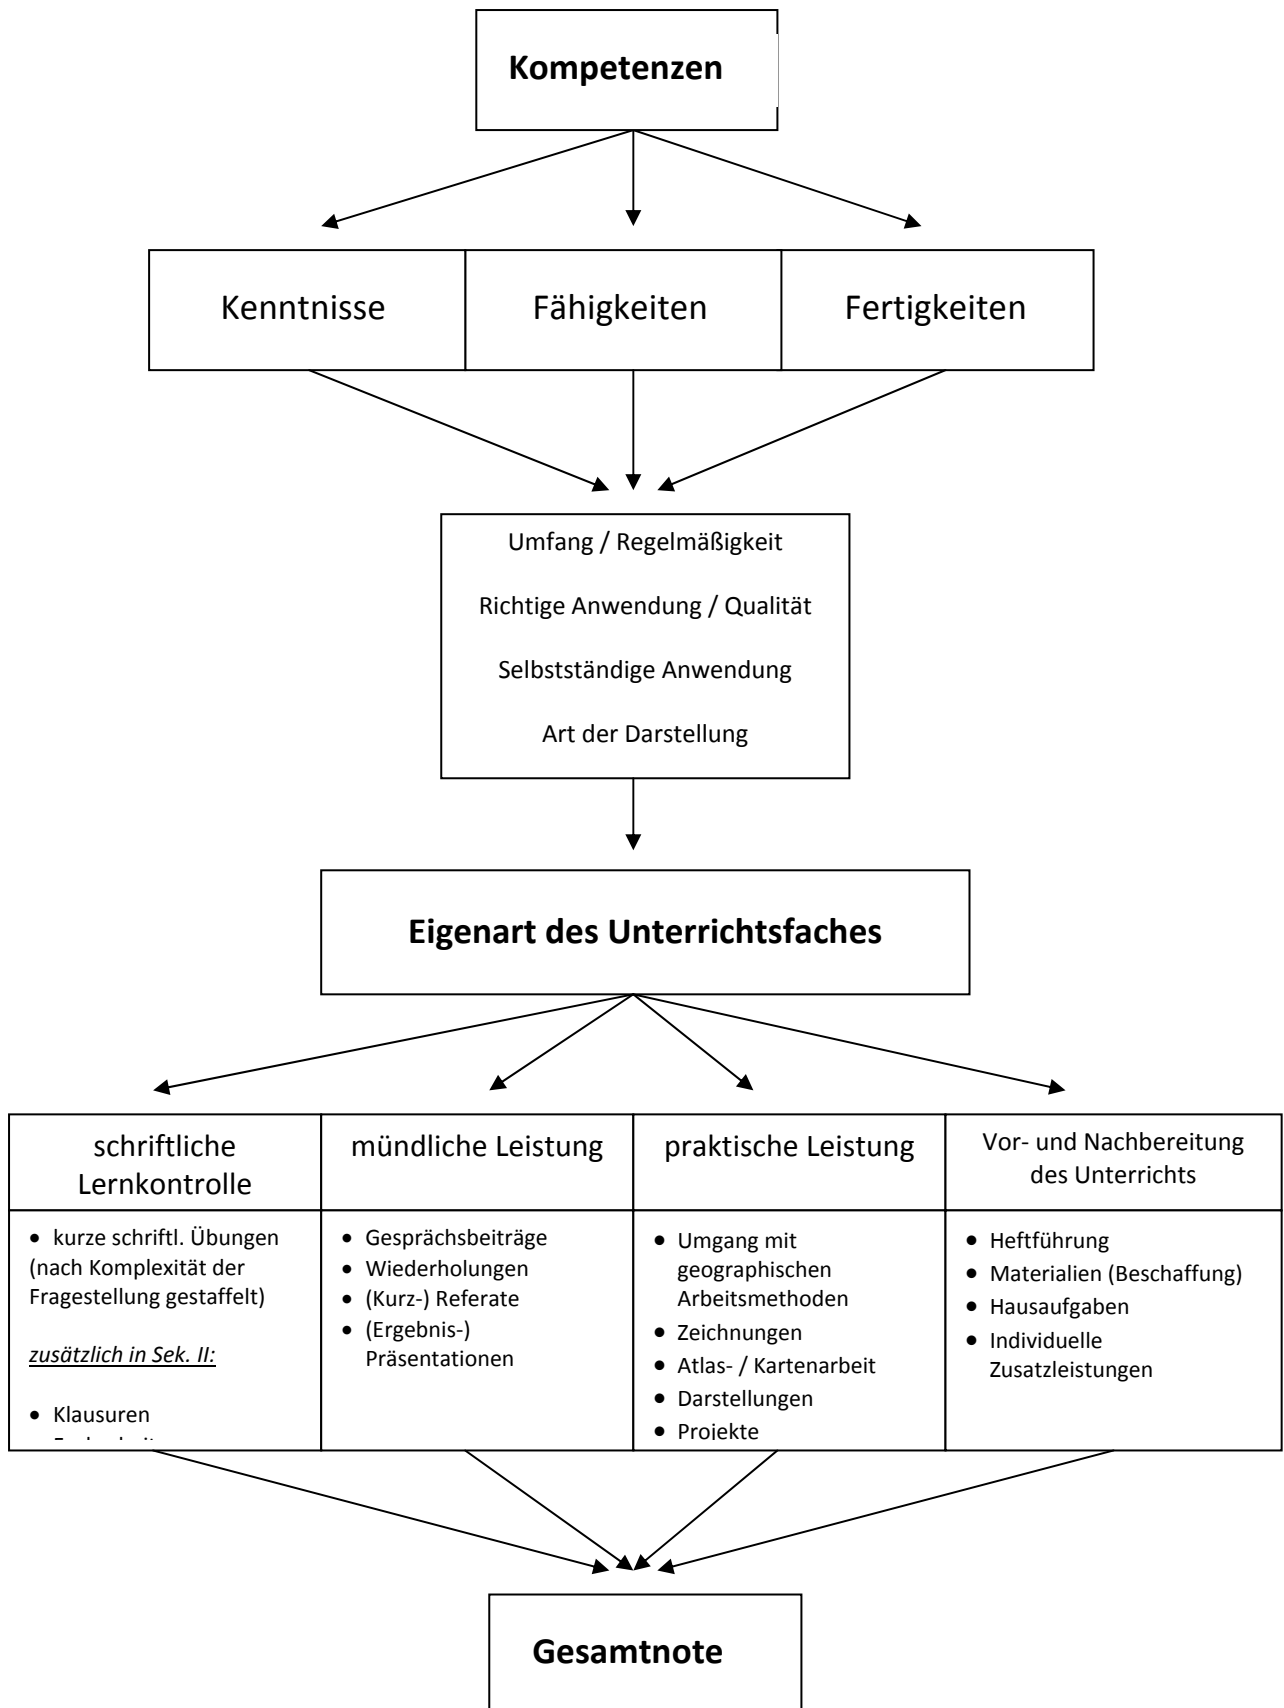 Kompetenzen
Kenntnisse
Fähigkeiten
Fertigkeiten
Umfang / Regelmäßigkeit
Richtige Anwendung / Qualität
Selbstständige Anwendung
Art der Darstellung
Eigenart des Unterrichtsfaches
schriftliche
Lernkontrolle
• kurze schriftl. Übungen
(nach Komplexität der
Fragestellung gestaffelt)
zusätzlich in Sek. II:
• Klausuren
mündliche Leistung
• Gesprächsbeiträge
• Wiederholungen
• (Kurz-) Referate
• (Ergebnis-)
Präsentationen
praktische Leistung
• Umgang mit
geographischen
Arbeitsmethoden
• Zeichnungen
• Atlas- / Kartenarbeit
• Darstellungen
• Projekte
Vor- und Nachbereitung
des Unterrichts
• Heftführung
• Materialien (Beschaffung)
• Hausaufgaben
• Individuelle
Zusatzleistungen
Gesamtnote